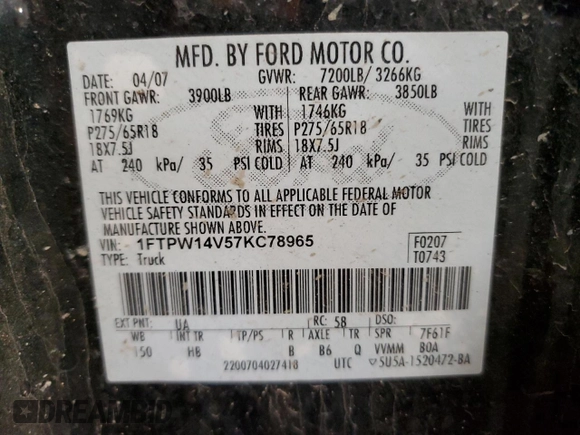 MFD. BY FORD MOTOR CO.
DATE: 04/07 GVWR: 7200LB/ 3266KG
FRONT GAWR: 3900LB REAR GAWR: 3850LB
1769KG WITH 1746KG WITH
P275/65R18 TIRES P275/65R18 TIRES
18X7.5J RIMS 18X7.5J RIMS
AT 240 kPa/ 35 PSI COLD AT 240 kPa/ 35 PSI COLD
THIS VEHICLE CONFORMS TO ALL APPLICABLE FEDERAL MOTOR
VEHICLE SAFETY STANDARDS IN EFFECT ON THE DATE OF
MANUFACTURE SHOWN ABOVE.
VIN: 1FTPW14V57KC78965 F0207
TYPE: Truck T0743
EXT PNT: UA RC: 58 DSO:
WB INT TR TP/PS R AXLE TR SPR 7F61F
150 HB B B6 Q VVMM BOA
2200704027418 UTC 5U5A-1520472-BA